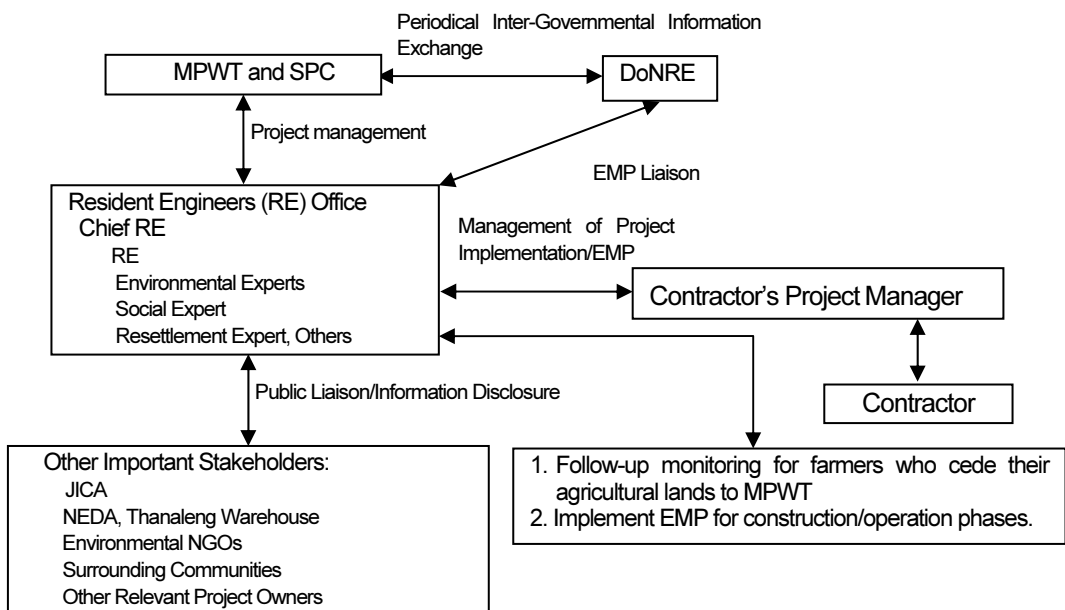 Periodical Inter-Governmental Information
Exchange
MPWT and SPC
DoNRE
Project management
EMP Liaison
Resident Engineers (RE) Office
Chief RE
RE
Environmental Experts
Social Expert
Resettlement Expert, Others
Management of Project
Implementation/EMP
Contractor's Project Manager
Contractor
Public Liaison/Information Disclosure
Other Important Stakeholders:
JICA
NEDA, Thanaleng Warehouse
Environmental NGOs
Surrounding Communities
Other Relevant Project Owners
1. Follow-up monitoring for farmers who cede their
agricultural lands to MPWT
2. Implement EMP for construction/operation phases.